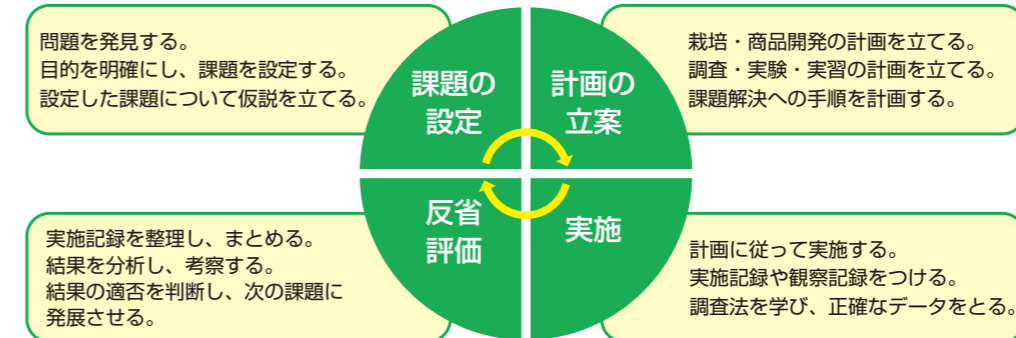 問題を発見する。
目的を明確にし、課題を設定する。
設定した課題について仮説を立てる。
課題の
設定
計画の
立案
栽培・商品開発の計画を立てる。
調査・実験・実習の計画を立てる。
課題解決への手順を計画する。
実施記録を整理し、まとめる。
結果を分析し、考察する。
結果の適否を判断し、次の課題に
発展させる。
反省
評価
実施
計画に従って実施する。
実施記録や観察記録をつける。
調査法を学び、正確なデータをとる。